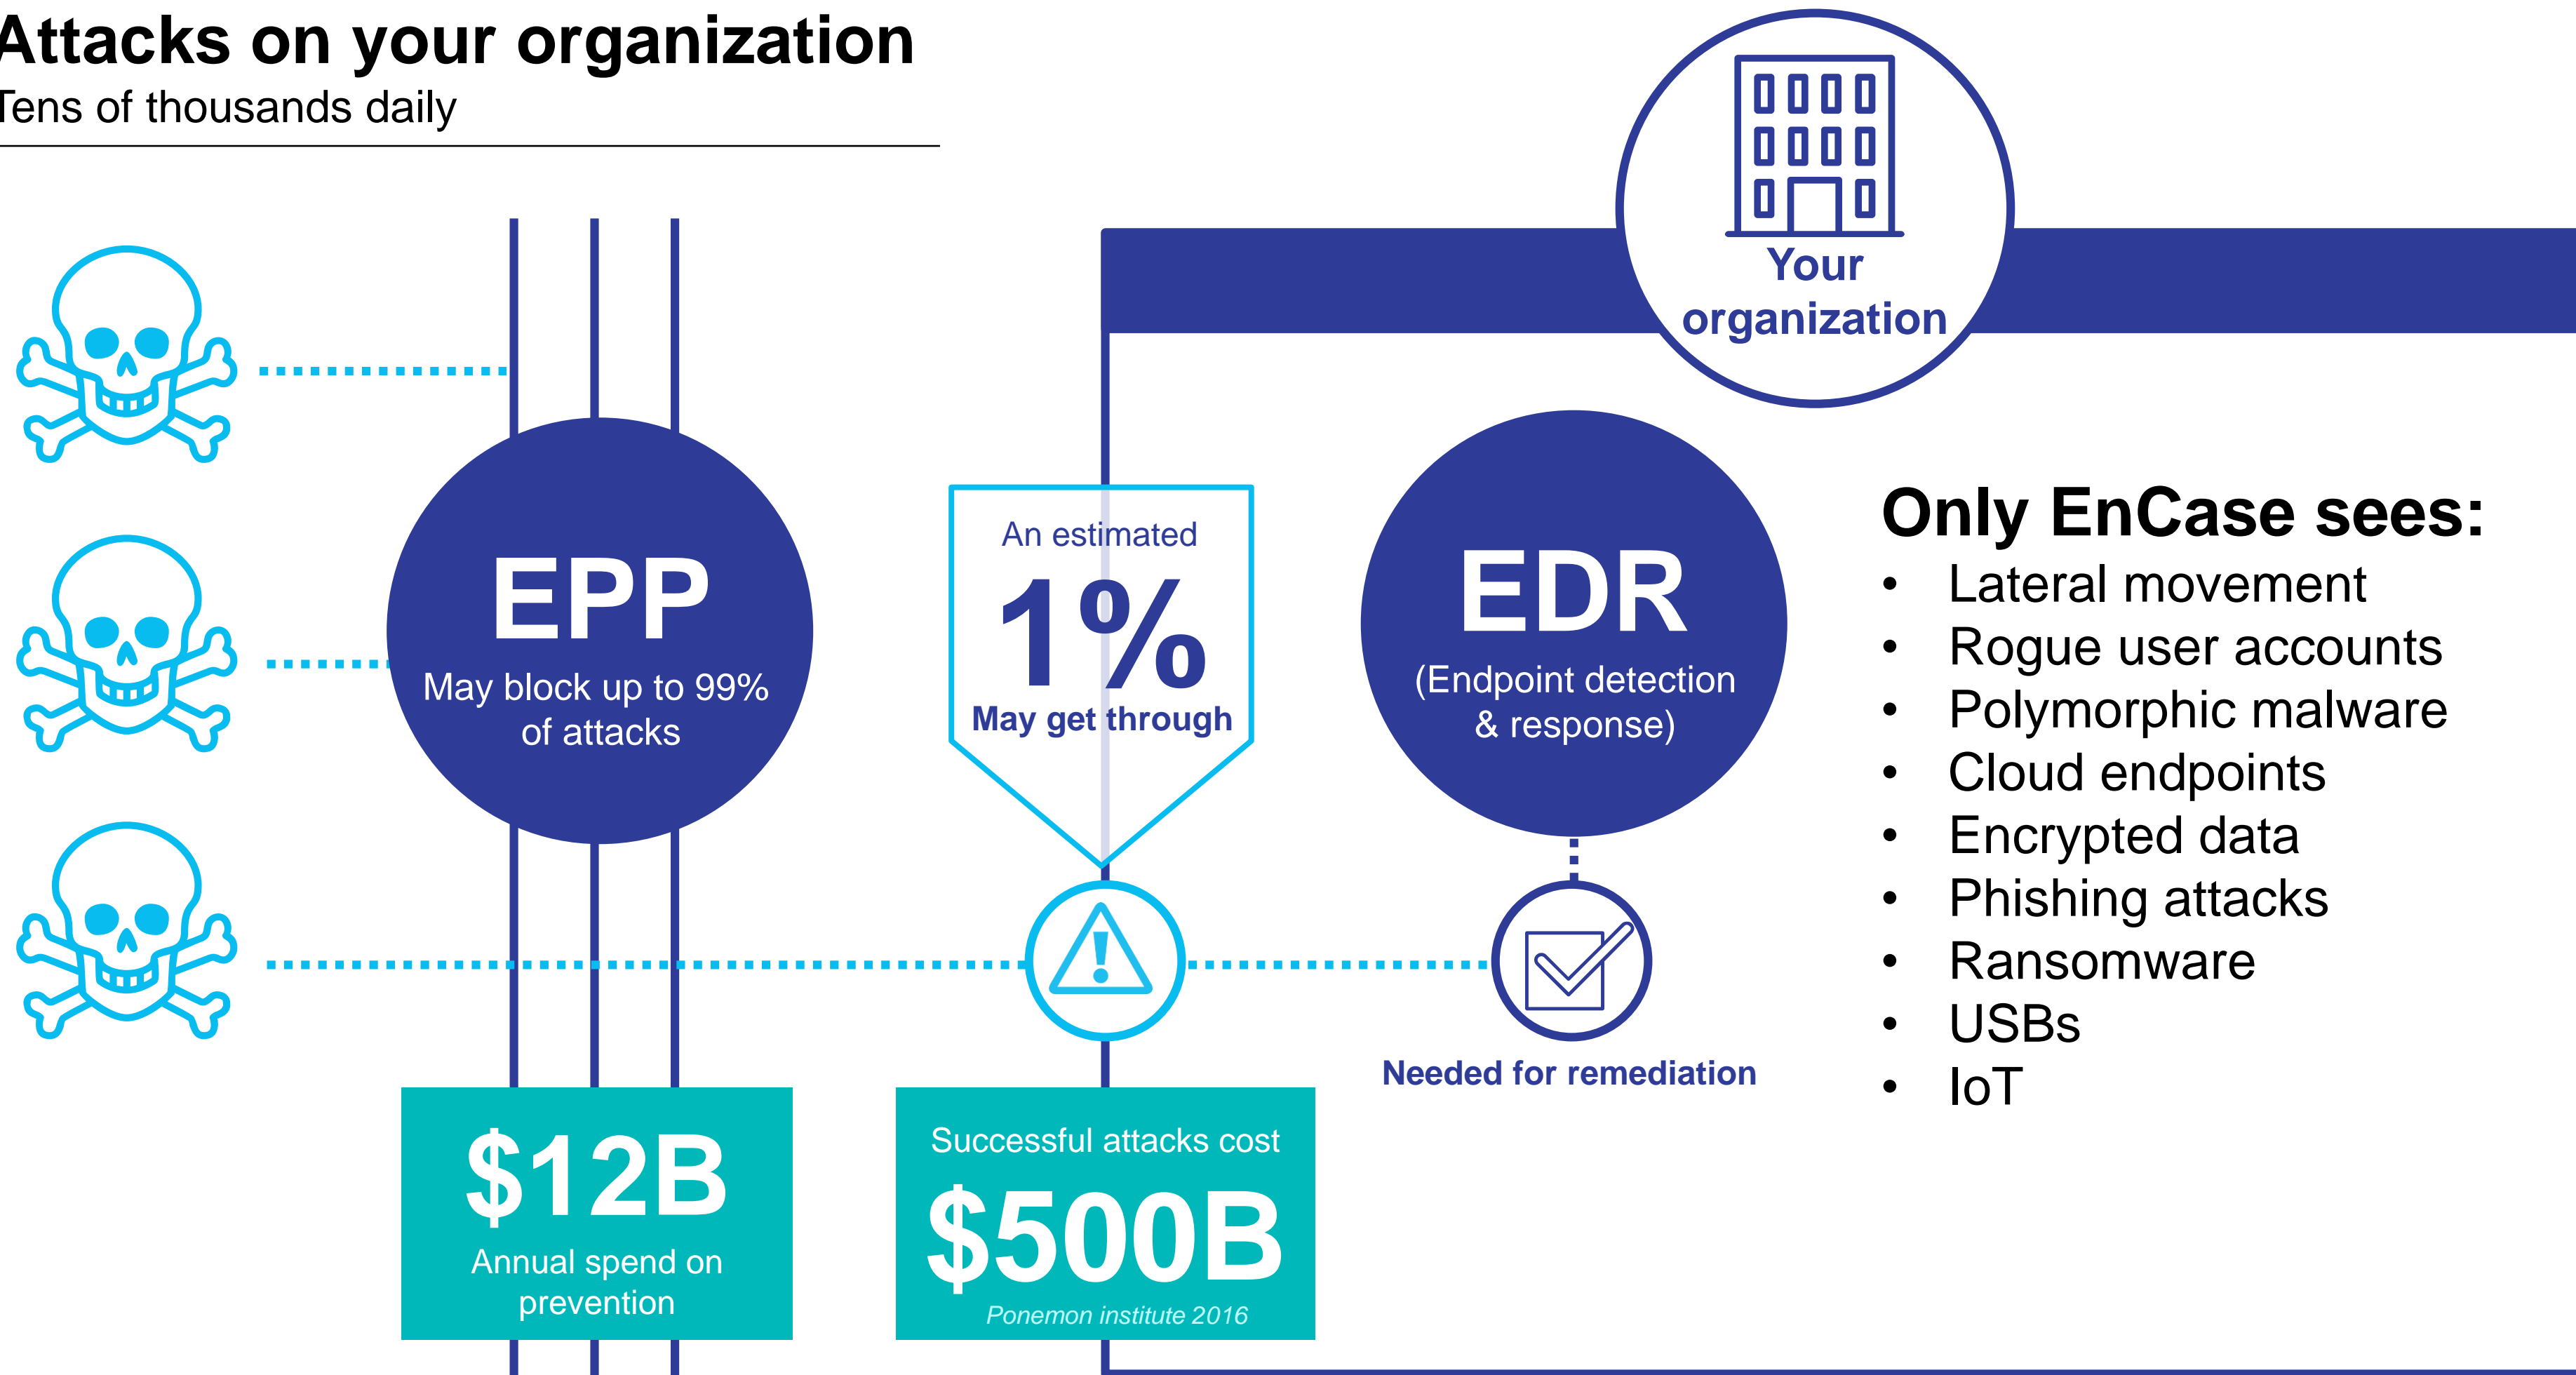 Attacks on your organization
Tens of thousands daily
Your
organization
EPP
May block up to 99%
of attacks
An estimated
1%
May get through
EDR
(Endpoint detection
& response)
Needed for remediation
Only EnCase sees:
• Lateral movement
• Rogue user accounts
• Polymorphic malware
• Cloud endpoints
• Encrypted data
• Phishing attacks
• Ransomware
• USBs
• IoT
$12B
Annual spend on
prevention
Successful attacks cost
$500B
Ponemon institute 2016